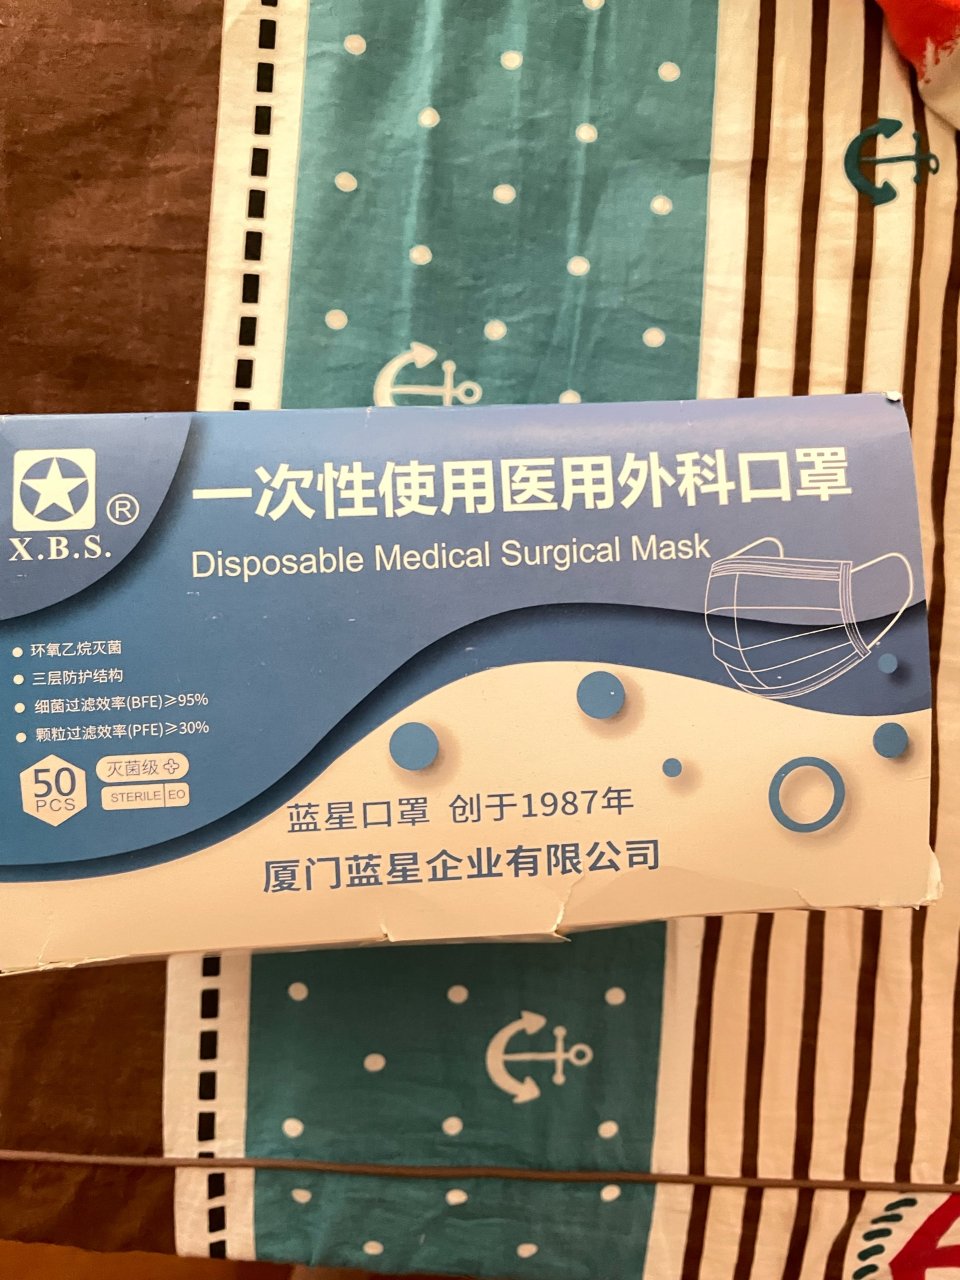 一次性使用医用外科口罩
®
X.B.S.
Disposable Medical Surgical Mask
环氧乙烷灭菌
三层防护结构
细菌过滤效率(BFE)≥95%
颗粒过滤效率(PFE)≥30%
50
PCS
灭菌级
STERILE EO
蓝星口罩 创于1987年
厦门蓝星企业有限公司